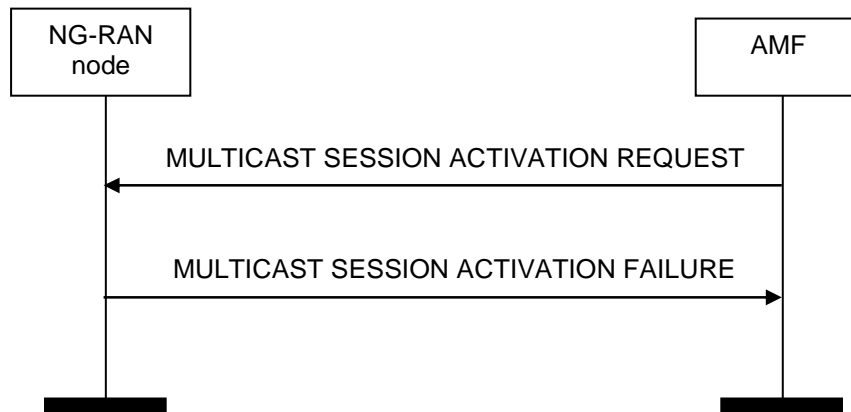 NG-RAN
node
AMF
MULTICAST SESSION ACTIVATION REQUEST
MULTICAST SESSION ACTIVATION FAILURE